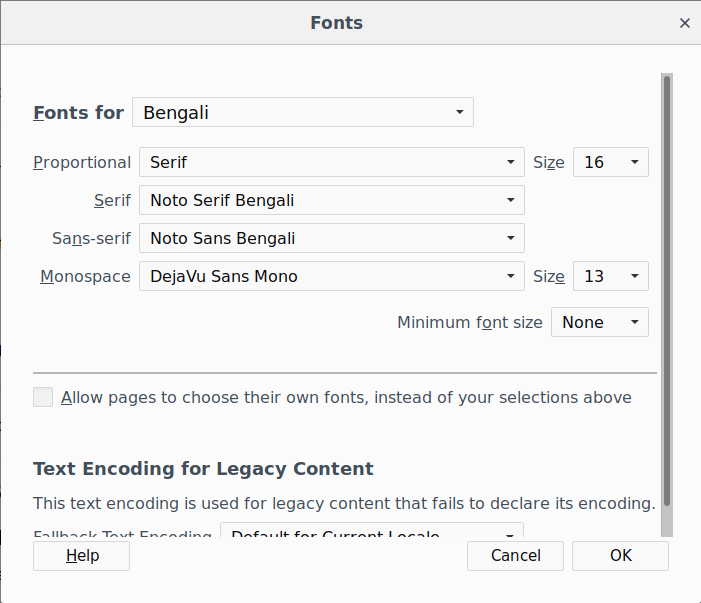 Fonts
Fonts for Bengali
Proportional Serif Size 16
Serif Noto Serif Bengali
Sans-serif Noto Sans Bengali
Monospace DejaVu Sans Mono Size 13
Minimum font size None
Allow pages to choose their own fonts, instead of your selections above
Text Encoding for Legacy Content
This text encoding is used for legacy content that fails to declare its encoding.
Fallback Text Encoding Default for Current Locale
Help Cancel OK